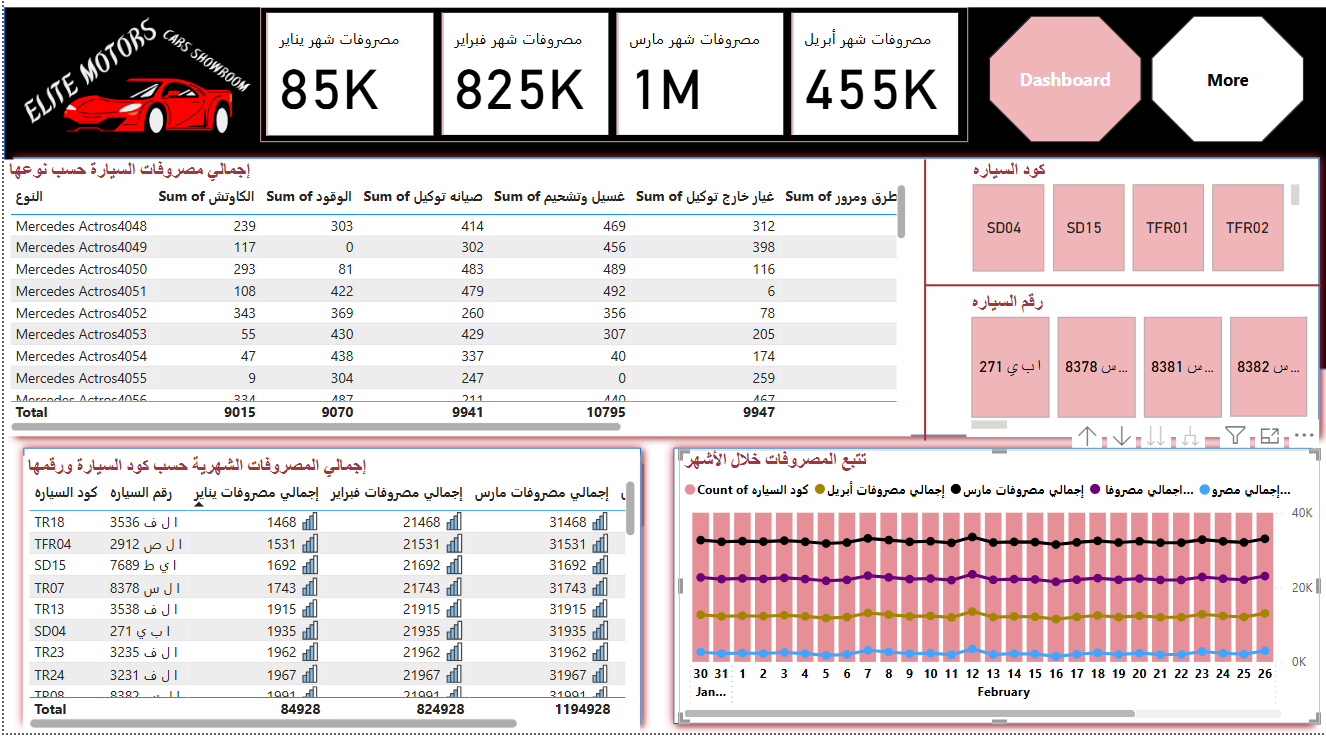 ELITE MOTORS
CARS SHOWROOM
مصروفات شهر يناير
85K
مصروفات شهر فبراير
825K
مصروفات شهر مارس
1M
مصروفات شهر أبريل
455K
Dashboard
More
إجمالي مصروفات السيارة حسب نوعها
النوع Sum of الكاوتش Sum of الوقود Sum of صيانه توكيل Sum of غسيل وتشحيم Sum of غيار خارج توكيل Sum of طرق ومرور
Mercedes Actros4048 239 303 414 469 312
Mercedes Actros4049 117 0 302 456 398
Mercedes Actros4050 293 81 483 489 116
Mercedes Actros4051 108 422 479 492 6
Mercedes Actros4052 343 369 260 356 78
Mercedes Actros4053 55 430 429 307 205
Mercedes Actros4054 47 438 337 40 174
Mercedes Actros4055 9 304 247 0 259
Mercedes Actros4056 334 487 211 440 467
Total 9015 9070 9941 10795 9947
كود السياره
SD04 SD15 TFR01 TFR02
رقم السياره
ا ب ي 271
...س 8378
...س 8381
...س 8382
إجمالي المصروفات الشهرية حسب كود السيارة ورقمها
كود السياره رقم السياره إجمالي مصروفات يناير إجمالي مصروفات فبراير إجمالي مصروفات مارس
TR18 ا ل ف 3536 1468 21468 31468
TFR04 ا ل ص 2912 1531 21531 31531
SD15 ا ي ط 7689 1692 21692 31692
TR07 ا ل س 8378 1743 21743 31743
TR13 ا ل ف 3538 1915 21915 31915
SD04 ا ب ي 271 1935 21935 31935
TR23 ا ل ف 3235 1962 21962 31962
TR24 ا ل ف 3231 1967 21967 31967
TR08 ا ل س 8382 1991 21991 31991
Total 84928 824928 1194928
تتبع المصروفات خلال الأشهر
Count of كود السياره إجمالي مصروفات أبريل إجمالي مصروفات مارس اجمالي مصروفا... إجمالي مصرو...
40K
20K
0K
30 31 1 2 3 4 5 6 7 8 9 10 11 12 13 14 15 16 17 18 19 20 21 22 23 24 25 26
Jan... February